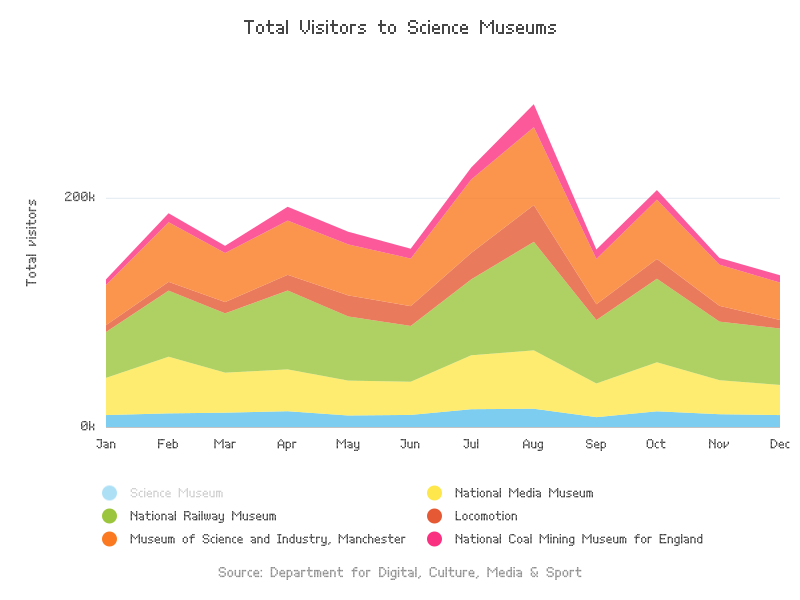 Total Visitors to Science Museums
Total visitors
200k
0k
Jan Feb Mar Apr May Jun Jul Aug Sep Oct Nov Dec
Science Museum
National Media Museum
National Railway Museum
Locomotion
Museum of Science and Industry, Manchester
National Coal Mining Museum for England
Source: Department for Digital, Culture, Media & Sport